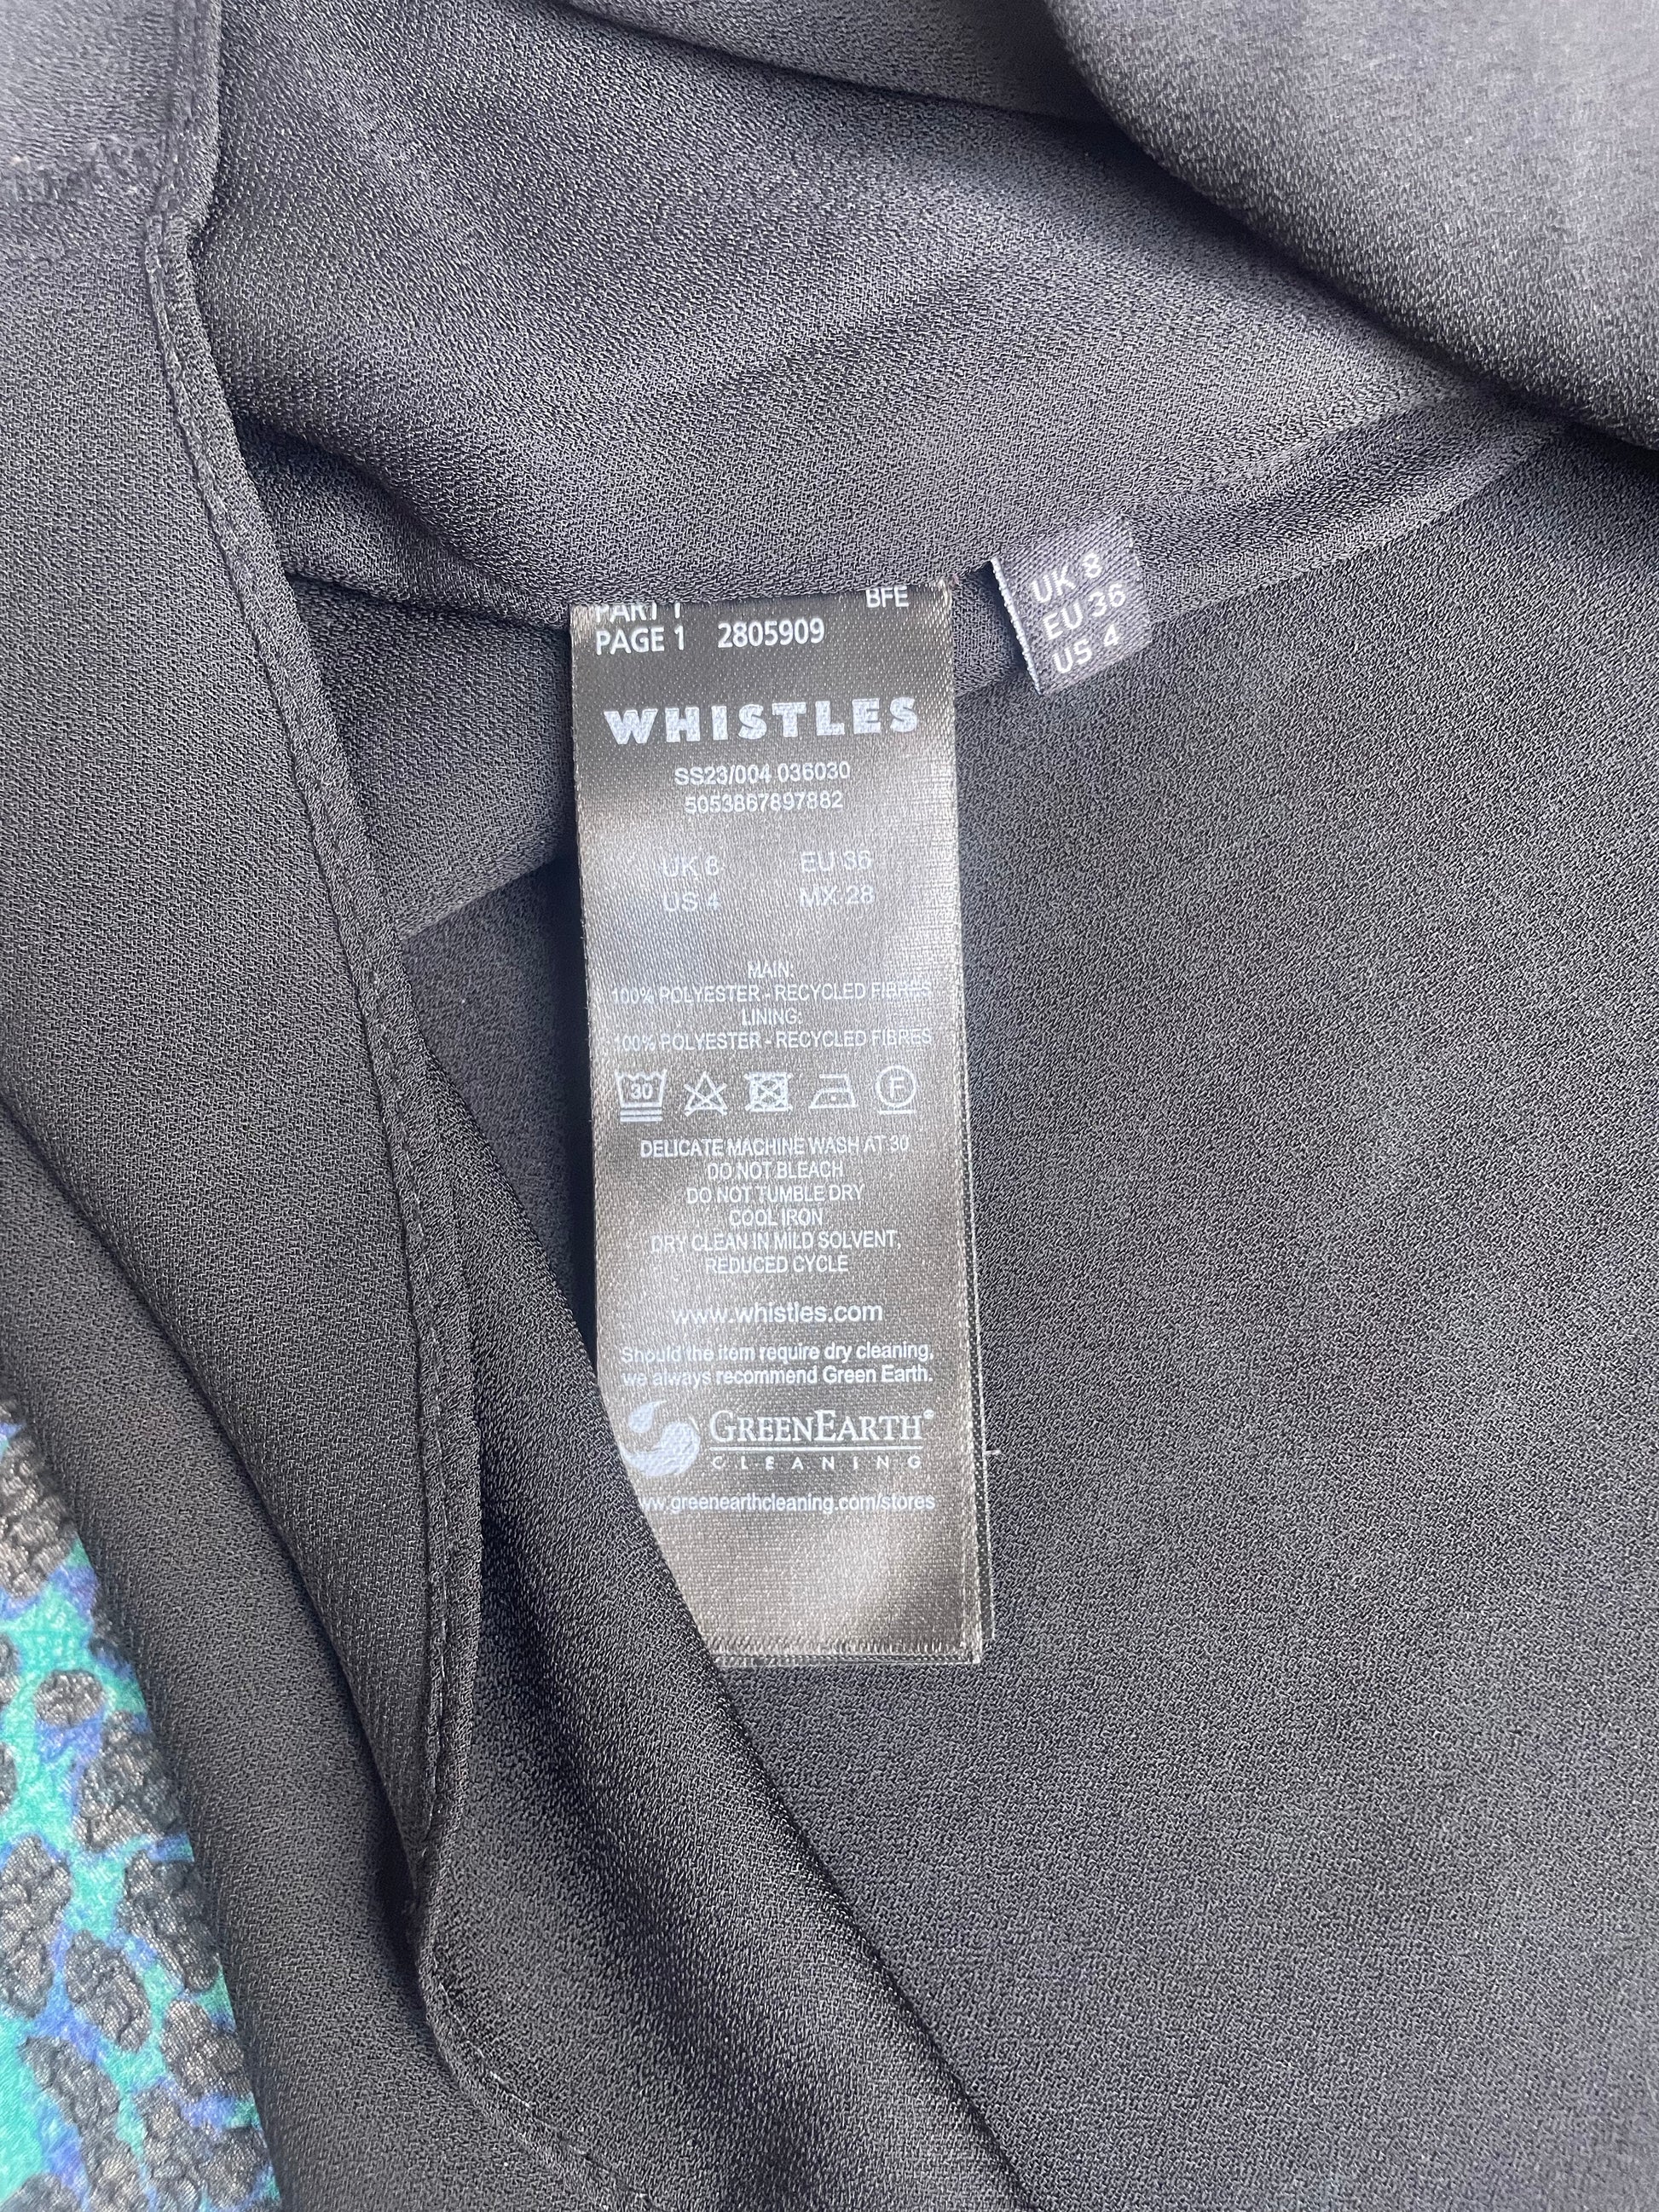 PART 1 BFE
PAGE 1 2805909
WHISTLES
SS23/004 036030
5053867897882
UK 8 EU 36
US 4 MX 28
MAIN:
100% POLYESTER - RECYCLED FIBRES
LINING:
100% POLYESTER - RECYCLED FIBRES
30
F
DELICATE MACHINE WASH AT 30
DO NOT BLEACH
DO NOT TUMBLE DRY
COOL IRON
DRY CLEAN IN MILD SOLVENT,
REDUCED CYCLE
www.whistles.com
Should the item require dry cleaning,
we always recommend Green Earth.
GREENEARTH®
CLEANING
ww.greenearthcleaning.com/stores
UK 8
EU 36
US 4